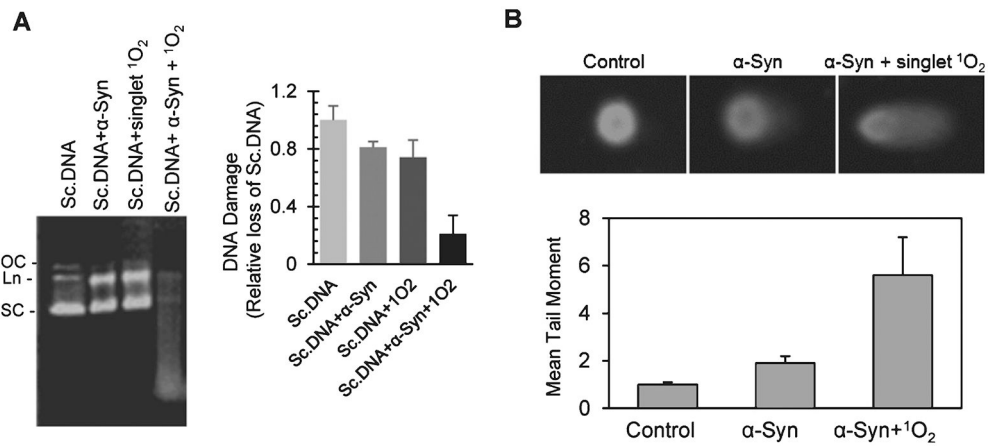 A
Sc.DNA
Sc.DNA+α-Syn
Sc.DNA+singlet ¹O₂
Sc.DNA+ α-Syn + ¹O₂
OC -
Ln -
SC -
DNA Damage
(Relative loss of Sc.DNA)
1.2
0.8
0.4
0
Sc.DNA
Sc.DNA+α-Syn
Sc.DNA+1O2
Sc.DNA+α-Syn+1O2
B
Control
α-Syn
α-Syn + singlet ¹O₂
Mean Tail Moment
8
6
4
2
0
Control
α-Syn
α-Syn+¹O₂